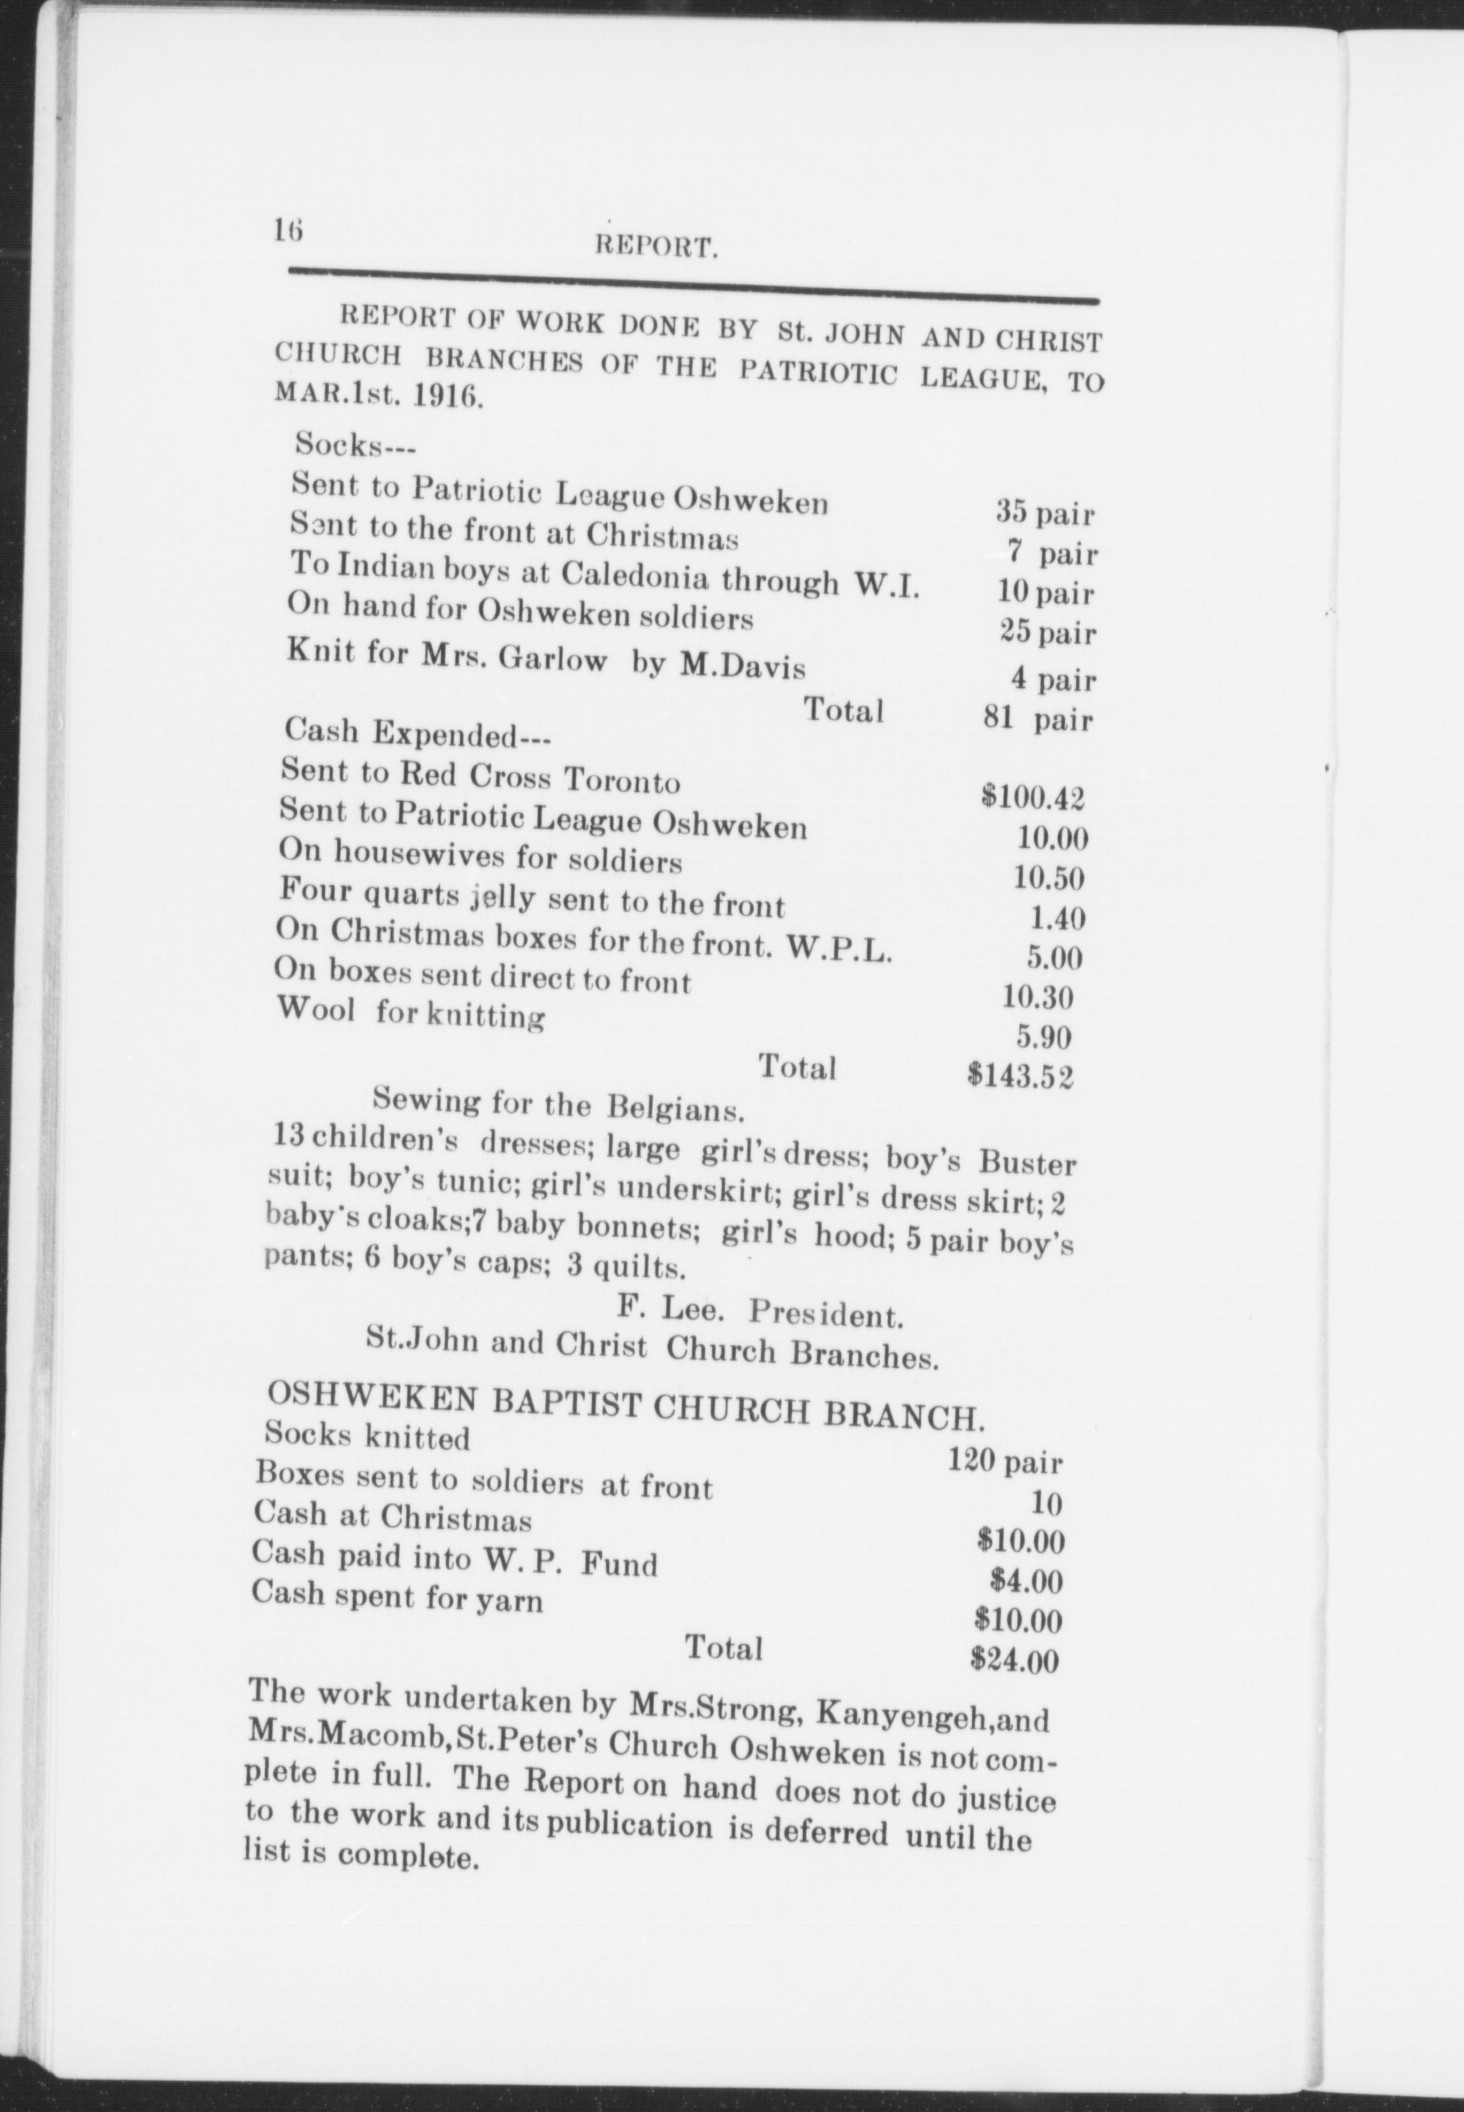 16
REPORT.
REPORT OF WORK DONE BY St. JOHN AND CHRIST
CHURCH BRANCHES OF THE PATRIOTIC LEAGUE, TO
MAR.1st. 1916.
Socks---
Sent to Patriotic League Oshweken 35 pair
Sent to the front at Christmas 7 pair
To Indian boys at Caledonia through W.I. 10 pair
On hand for Oshweken soldiers 25 pair
Knit for Mrs. Garlow by M.Davis 4 pair
Total 81 pair
Cash Expended---
Sent to Red Cross Toronto $100.42
Sent to Patriotic League Oshweken 10.00
On housewives for soldiers 10.50
Four quarts jelly sent to the front 1.40
On Christmas boxes for the front. W.P.L. 5.00
On boxes sent direct to front 10.30
Wool for knitting 5.90
Total $143.52
Sewing for the Belgians.
13 children's dresses; large girl's dress; boy's Buster
suit; boy's tunic; girl's underskirt; girl's dress skirt; 2
baby's cloaks;7 baby bonnets; girl's hood; 5 pair boy's
pants; 6 boy's caps; 3 quilts.
F. Lee. President.
St.John and Christ Church Branches.
OSHWEKEN BAPTIST CHURCH BRANCH.
Socks knitted 120 pair
Boxes sent to soldiers at front 10
Cash at Christmas $10.00
Cash paid into W. P. Fund $4.00
Cash spent for yarn $10.00
Total $24.00
The work undertaken by Mrs.Strong, Kanyengeh,and
Mrs.Macomb,St.Peter's Church Oshweken is not com-
plete in full. The Report on hand does not do justice
to the work and its publication is deferred until the
list is complete.